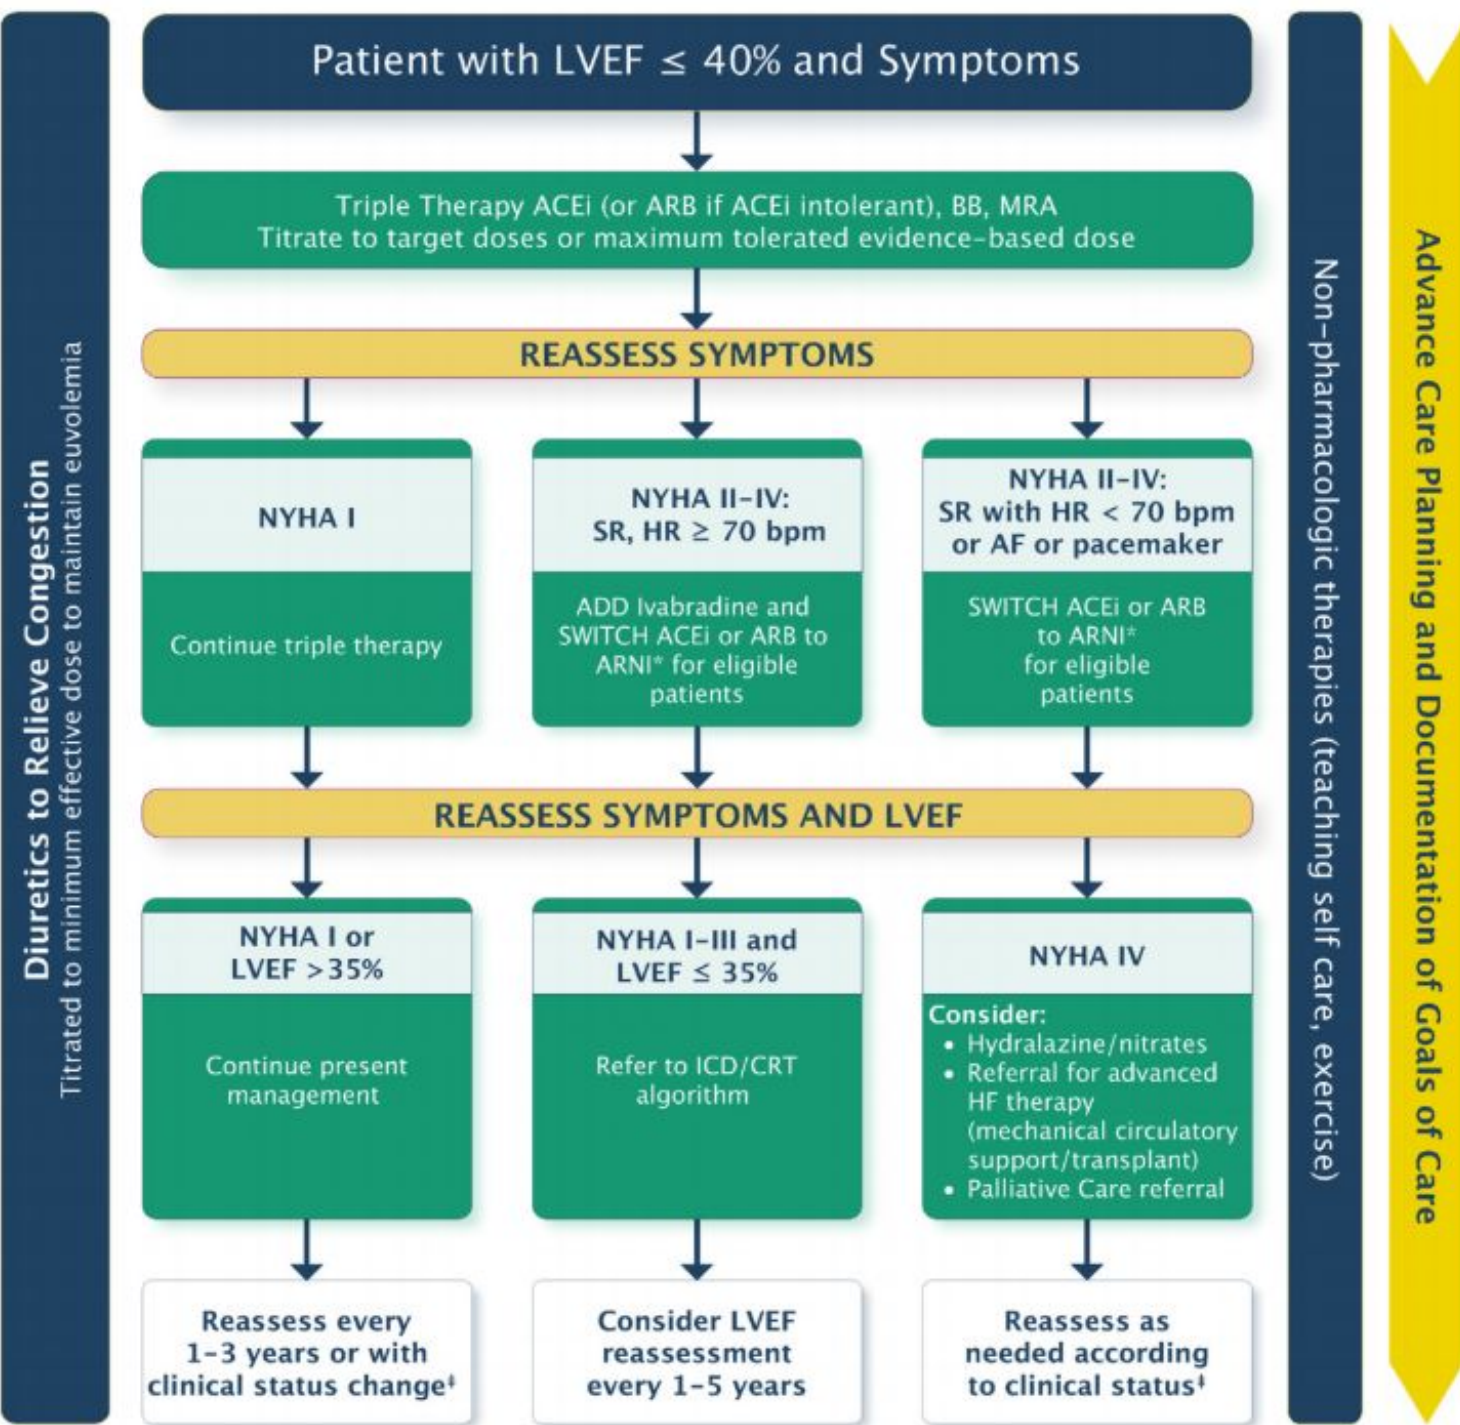 Patient with LVEF ≤ 40% and Symptoms
Triple Therapy ACEi (or ARB if ACEi intolerant), BB, MRA
Titrate to target doses or maximum tolerated evidence-based dose
REASSESS SYMPTOMS
NYHA I
Continue triple therapy
NYHA II-IV:
SR, HR ≥ 70 bpm
ADD Ivabradine and
SWITCH ACEi or ARB to
ARNI* for eligible
patients
NYHA II-IV:
SR with HR < 70 bpm
or AF or pacemaker
SWITCH ACEi or ARB
to ARNI*
for eligible
patients
REASSESS SYMPTOMS AND LVEF
NYHA I or
LVEF >35%
Continue present
management
NYHA I-III and
LVEF ≤ 35%
Refer to ICD/CRT
algorithm
NYHA IV
Consider:
• Hydralazine/nitrates
• Referral for advanced
HF therapy
(mechanical circulatory
support/transplant)
• Palliative Care referral
Reassess every
1-3 years or with
clinical status change‡
Consider LVEF
reassessment
every 1-5 years
Reassess as
needed according
to clinical status‡
Diuretics to Relieve Congestion
Titrated to minimum effective dose to maintain euvolemia
Non-pharmacologic therapies (teaching self care, exercise)
Advance Care Planning and Documentation of Goals of Care